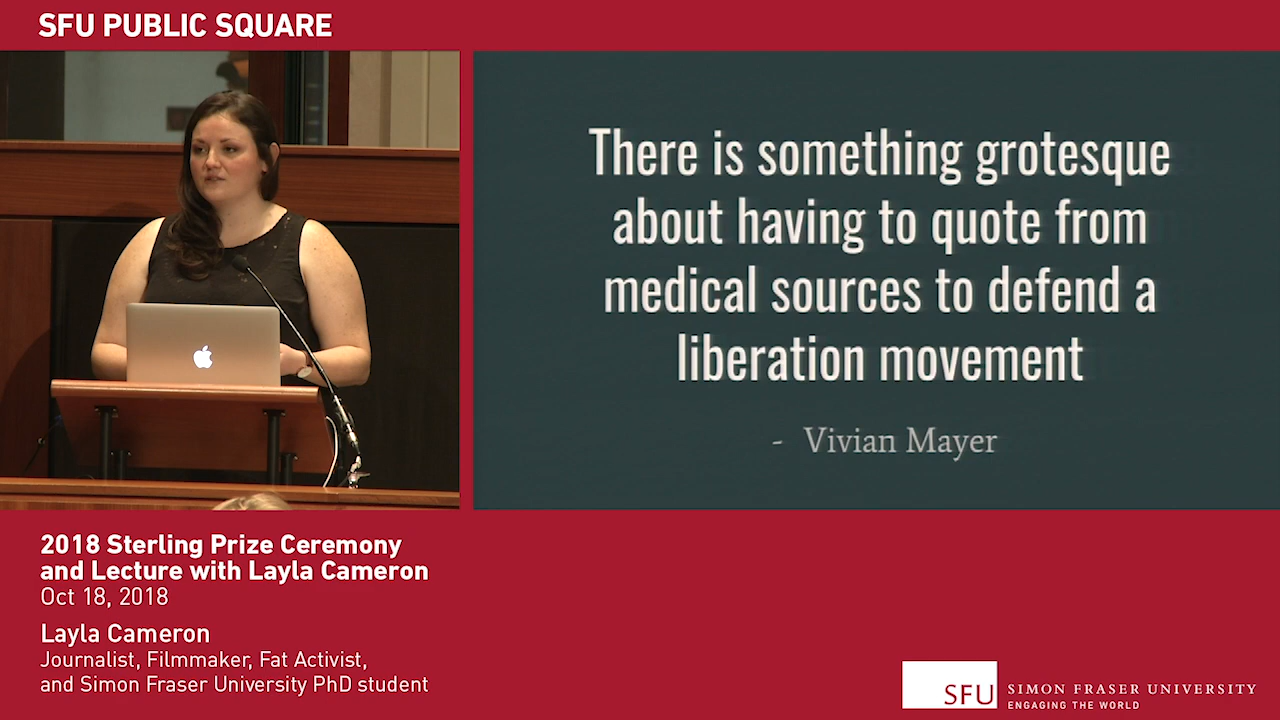 SFU PUBLIC SQUARE
There is something grotesque
about having to quote from
medical sources to defend a
liberation movement
- Vivian Mayer
2018 Sterling Prize Ceremony
and Lecture with Layla Cameron
Oct 18, 2018
Layla Cameron
Journalist, Filmmaker, Fat Activist,
and Simon Fraser University PhD student
SFU
SIMON FRASER UNIVERSITY
ENGAGING THE WORLD